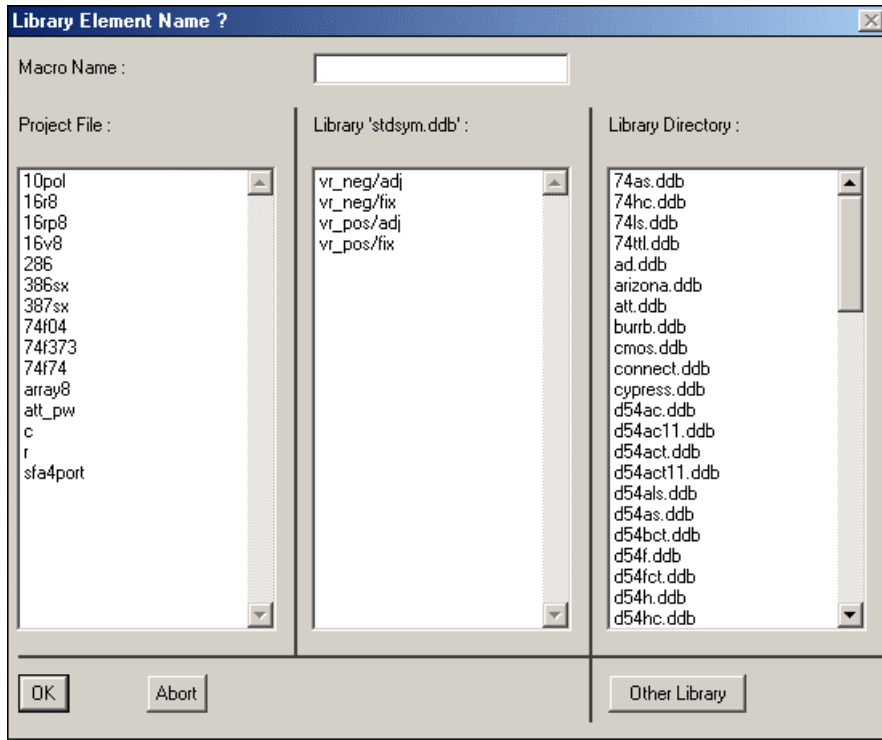 Library Element Name ?
Macro Name :
Project File :
10pol
16r8
16rp8
16v8
286
386sx
387sx
74f04
74f373
74f74
array8
att_pw
c
r
sfa4port
Library 'stdsym.ddb' :
vr_neg/adj
vr_neg/fix
vr_pos/adj
vr_pos/fix
Library Directory :
74as.ddb
74hc.ddb
74ls.ddb
74ttl.ddb
ad.ddb
arizona.ddb
att.ddb
burrb.ddb
cmos.ddb
connect.ddb
cypress.ddb
d54ac.ddb
d54ac11.ddb
d54act.ddb
d54act11.ddb
d54als.ddb
d54as.ddb
d54bct.ddb
d54f.ddb
d54fct.ddb
d54h.ddb
d54hc.ddb
OK
Abort
Other Library